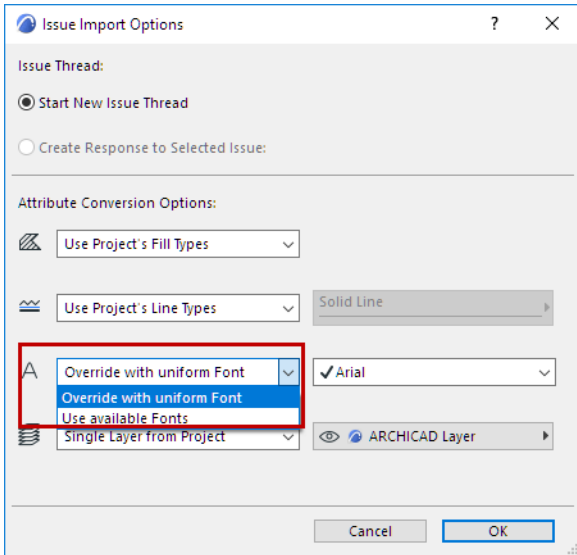 Issue Import Options
Issue Thread:
Start New Issue Thread
Create Response to Selected Issue:
Attribute Conversion Options:
Use Project's Fill Types
Use Project's Line Types
Solid Line
Override with uniform Font
Arial
Override with uniform Font
Use available Fonts
Single Layer from Project
ARCHICAD Layer
Cancel
OK